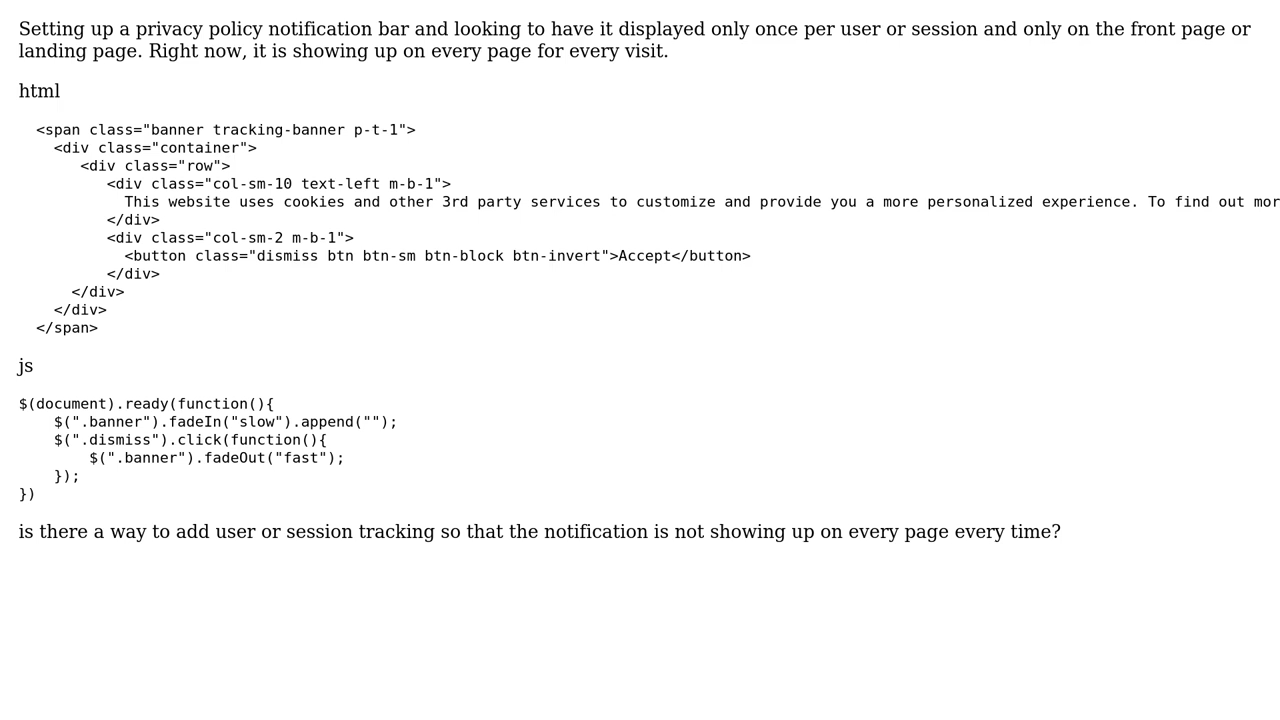 Setting up a privacy policy notification bar and looking to have it displayed only once per user or session and only on the front page or
landing page. Right now, it is showing up on every page for every visit.
html
<span class="banner tracking-banner p-t-1">
<div class="container">
<div class="row">
<div class="col-sm-10 text-left m-b-1">
This website uses cookies and other 3rd party services to customize and provide you a more personalized experience. To find out mor
</div>
<div class="col-sm-2 m-b-1">
<button class="dismiss btn btn-sm btn-block btn-invert">Accept</button>
</div>
</div>
</div>
</span>
js
$(document).ready(function(){
$(".banner").fadeIn("slow").append("");
$(".dismiss").click(function(){
$(".banner").fadeOut("fast");
});
})
is there a way to add user or session tracking so that the notification is not showing up on every page every time?